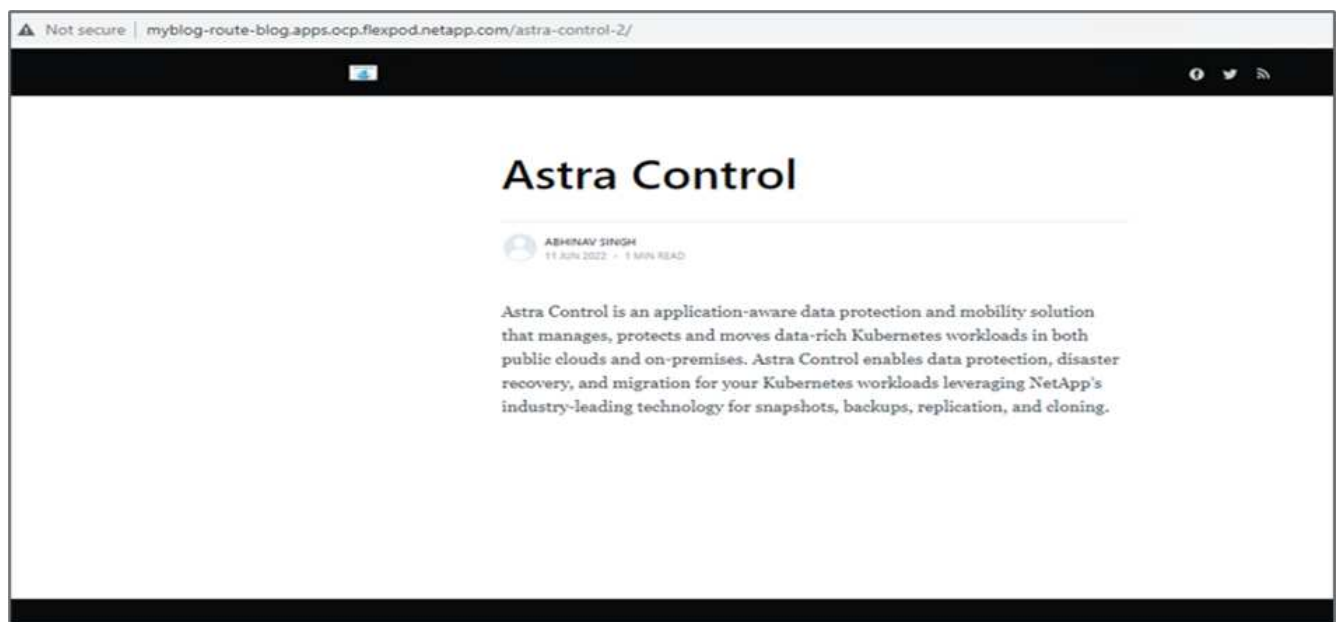 Not secure | myblog-route-blog.apps.ocp.flexpod.netapp.com/astra-control-2/
Astra Control
ABHINAV SINGH
11 JUN 2022 • 1 MIN READ
Astra Control is an application-aware data protection and mobility solution
that manages, protects and moves data-rich Kubernetes workloads in both
public clouds and on-premises. Astra Control enables data protection, disaster
recovery, and migration for your Kubernetes workloads leveraging NetApp's
industry-leading technology for snapshots, backups, replication, and cloning.